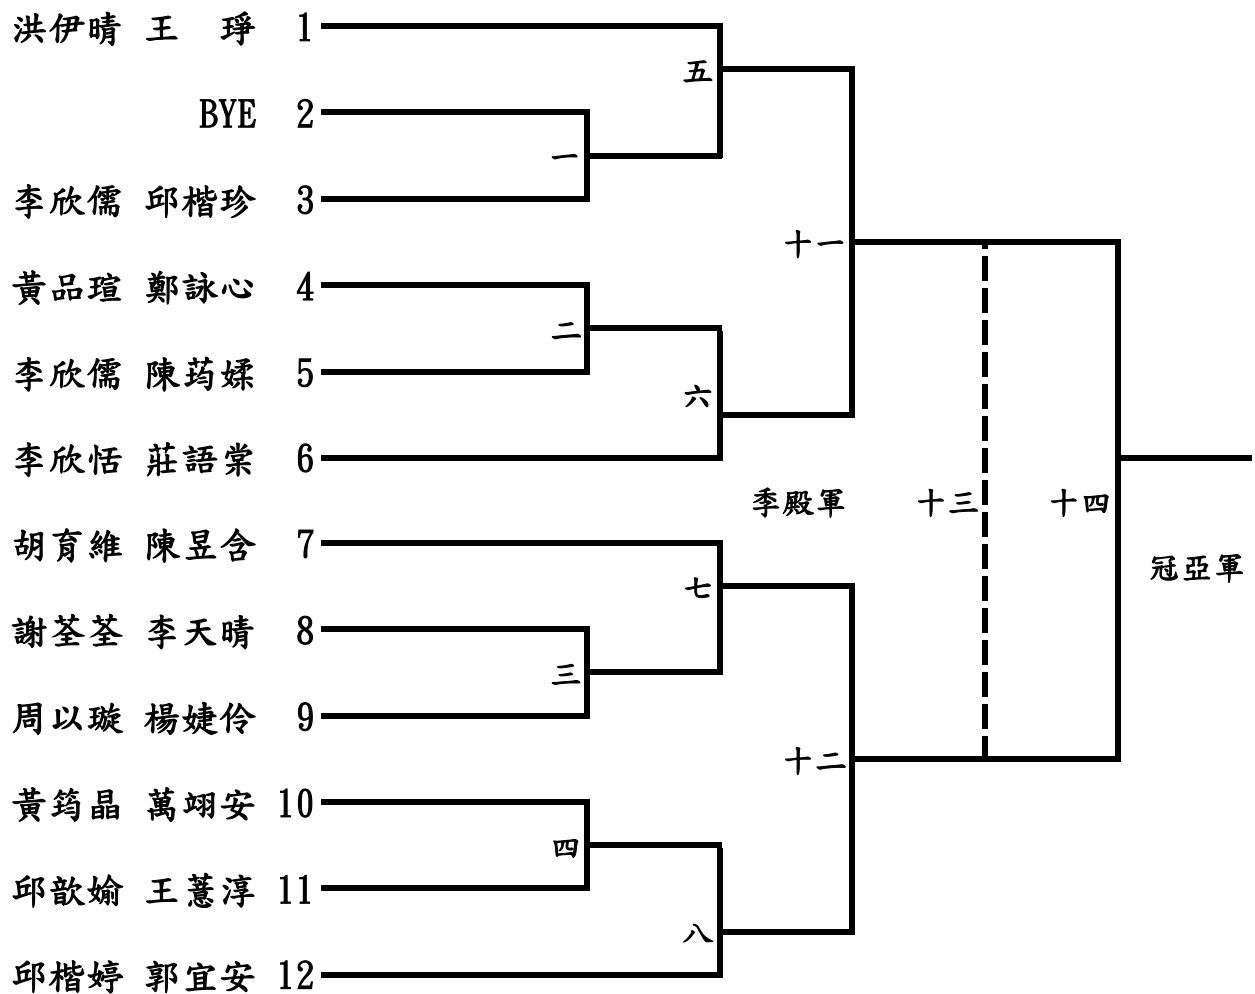 洪伊晴 王　琤 1
五
BYE 2
一
李欣儒 邱楷珍 3
十一
黃品瑄 鄭詠心 4
二
李欣儒 陳蒟媃 5
六
李欣恬 莊語棠 6
季殿軍 十三 十四
胡育維 陳昱含 7
冠亞軍
七
謝荃荃 李天晴 8
三
周以璇 楊婕伶 9
十二
黃筠晶 萬翊安 10
四
邱歆媮 王薏淳 11
八
邱楷婷 郭宜安 12